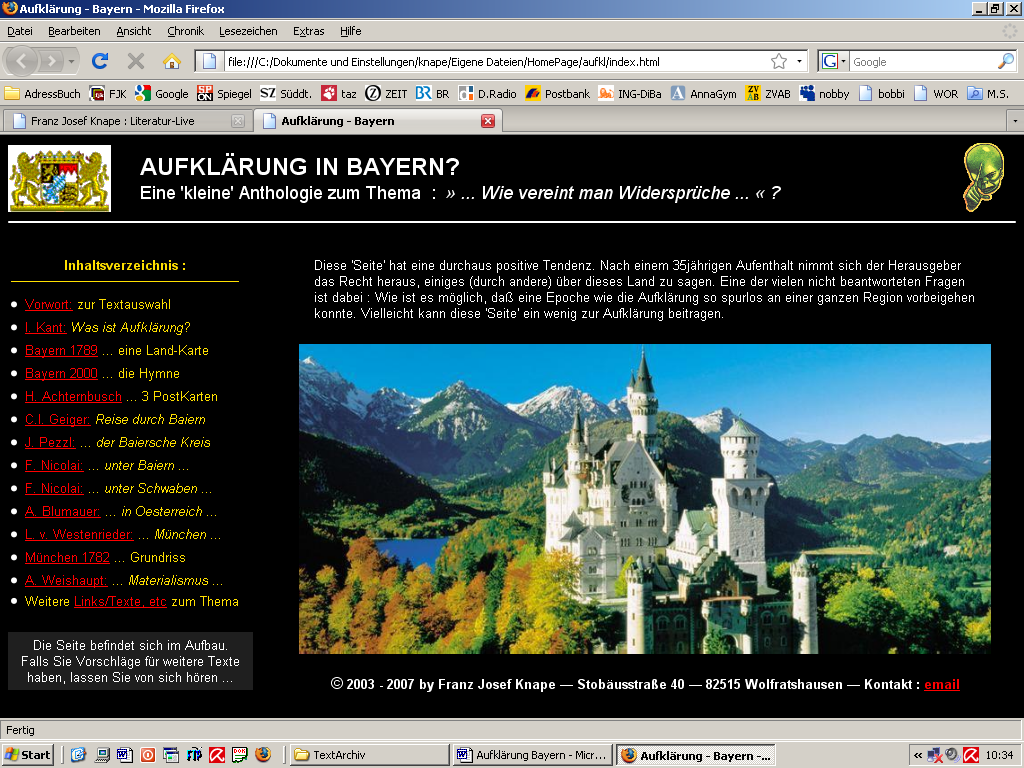 Aufklärung - Bayern - Mozilla Firefox
Datei Bearbeiten Ansicht Chronik Lesezeichen Extras Hilfe
file:///C:/Dokumente und Einstellungen/knape/Eigene Dateien/HomePage/aufkl/index.html
G Google
AdressBuch FJK Google SPON Spiegel SZ Süddt. taz Z ZEIT BR BR D.Radio Postbank ING-DiBa A AnnaGym ZVAB ZVAB nobby bobbi WOR M.S.
Franz Josef Knape : Literatur-Live
Aufklärung - Bayern
AUFKLÄRUNG IN BAYERN?
Eine 'kleine' Anthologie zum Thema : » ... Wie vereint man Widersprüche ... « ?
Inhaltsverzeichnis :
Vorwort: zur Textauswahl
I. Kant: Was ist Aufklärung?
Bayern 1789 ... eine Land-Karte
Bayern 2000 ... die Hymne
H. Achternbusch ... 3 PostKarten
C.I. Geiger: Reise durch Baiern
J. Pezzl: ... der Baiersche Kreis
F. Nicolai: ... unter Baiern ...
F. Nicolai: ... unter Schwaben ...
A. Blumauer: ... in Oesterreich ...
L. v. Westenrieder: ... München ...
München 1782 ... Grundriss
A. Weishaupt: ... Materialismus ...
Weitere Links/Texte, etc zum Thema
Die Seite befindet sich im Aufbau.
Falls Sie Vorschläge für weitere Texte
haben, lassen Sie von sich hören ...
Diese 'Seite' hat eine durchaus positive Tendenz. Nach einem 35jährigen Aufenthalt nimmt sich der Herausgeber
das Recht heraus, einiges (durch andere) über dieses Land zu sagen. Eine der vielen nicht beantworteten Fragen
ist dabei : Wie ist es möglich, daß eine Epoche wie die Aufklärung so spurlos an einer ganzen Region vorbeigehen
konnte. Vielleicht kann diese 'Seite' ein wenig zur Aufklärung beitragen.
© 2003 - 2007 by Franz Josef Knape — Stobäusstraße 40 — 82515 Wolfratshausen — Kontakt : email
Fertig
Start
TextArchiv
Aufklärung Bayern - Micr...
Aufklärung - Bayern -...
« 10:34